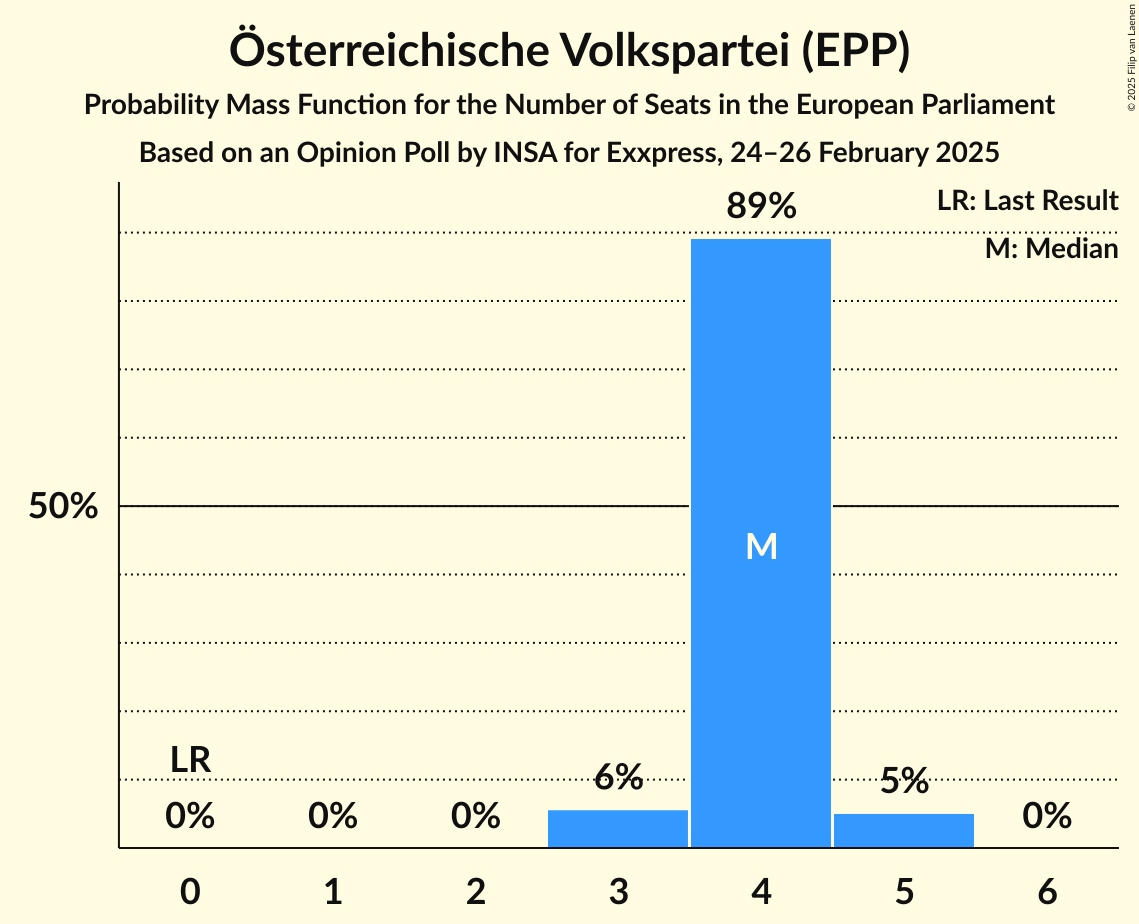 Österreichische Volkspartei (EPP)
Probability Mass Function for the Number of Seats in the European Parliament
Based on an Opinion Poll by INSA for Exxpress, 24–26 February 2025
© 2025 Filip van Laenen
LR: Last Result
M: Median
89%
50%
M
LR
0%
0%
0%
6%
5%
0%
0
1
2
3
4
5
6